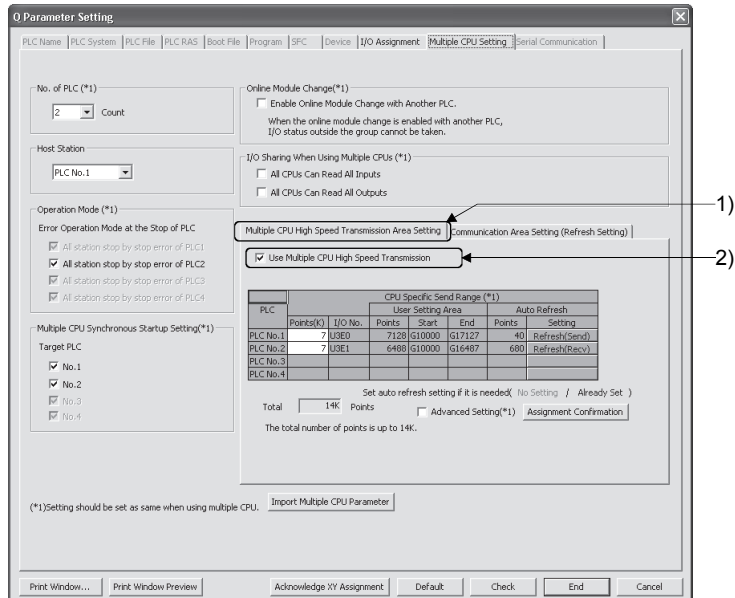 Q Parameter Setting
PLC Name | PLC System | PLC File | PLC RAS | Boot File | Program | SFC | Device | I/O Assignment | Multiple CPU Setting | Serial Communication
No. of PLC (*1)
2 Count
Host Station
PLC No.1
Operation Mode (*1)
Error Operation Mode at the Stop of PLC
All station stop by stop error of PLC1
All station stop by stop error of PLC2
All station stop by stop error of PLC3
All station stop by stop error of PLC4
Multiple CPU Synchronous Startup Setting(*1)
Target PLC
No.1
No.2
No.3
No.4
Online Module Change(*1)
Enable Online Module Change with Another PLC.
When the online module change is enabled with another PLC,
I/O status outside the group cannot be taken.
I/O Sharing When Using Multiple CPUs (*1)
All CPUs Can Read All Inputs
All CPUs Can Read All Outputs
1)
Multiple CPU High Speed Transmission Area Setting Communication Area Setting (Refresh Setting)
2)
Use Multiple CPU High Speed Transmission
CPU Specific Send Range (*1)
PLC User Setting Area Auto Refresh
Points(K) I/O No. Points Start End Points Setting
PLC No.1 7 U3E0 7128 G10000 G17127 40 Refresh(Send)
PLC No.2 7 U3E1 6488 G10000 G16487 680 Refresh(Recv)
PLC No.3
PLC No.4
Set auto refresh setting if it is needed( No Setting / Already Set )
Total 14K Points Advanced Setting(*1) Assignment Confirmation
The total number of points is up to 14K.
(*1)Setting should be set as same when using multiple CPU. Import Multiple CPU Parameter
Print Window... Print Window Preview Acknowledge XY Assignment Default Check End Cancel